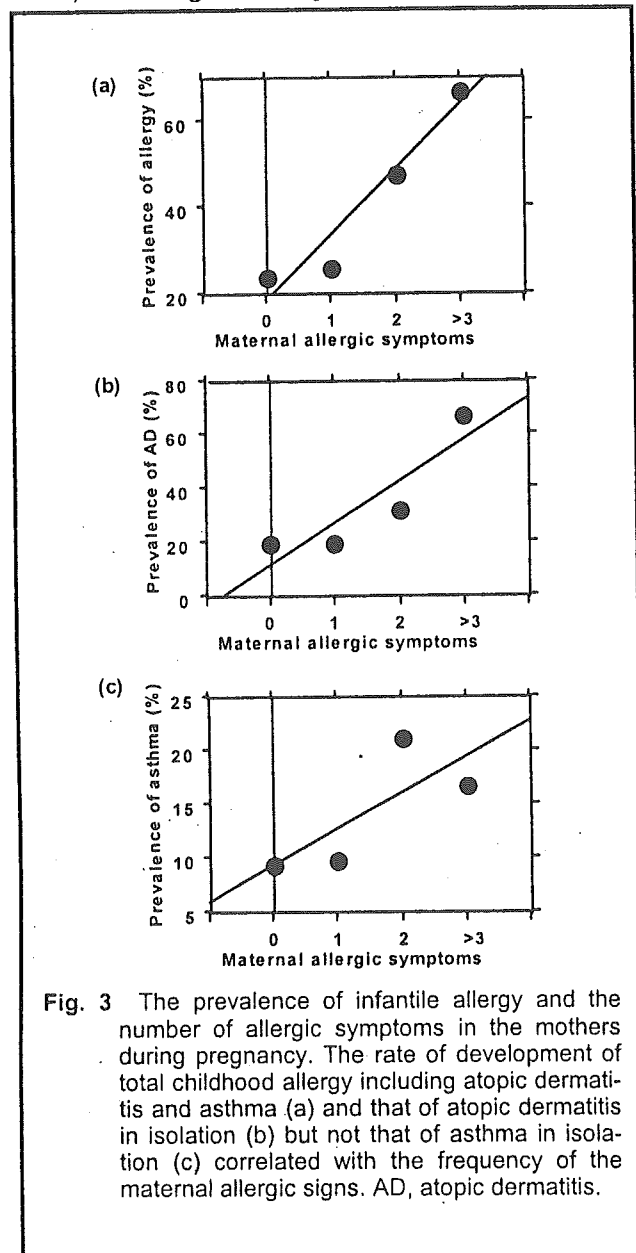 (a)
Prevalence of allergy (%)
60
40
20
0 1 2 >3
Maternal allergic symptoms
(b)
Prevalence of AD (%)
80
60
40
20
0
0 1 2 >3
Maternal allergic symptoms
(c)
Prevalence of asthma (%)
25
20
15
10
5
0 1 2 >3
Maternal allergic symptoms
Fig. 3 The prevalence of infantile allergy and the
number of allergic symptoms in the mothers
during pregnancy. The rate of development of
total childhood allergy including atopic dermati-
tis and asthma (a) and that of atopic dermatitis
in isolation (b) but not that of asthma in isola-
tion (c) correlated with the frequency of the
maternal allergic signs. AD, atopic dermatitis.